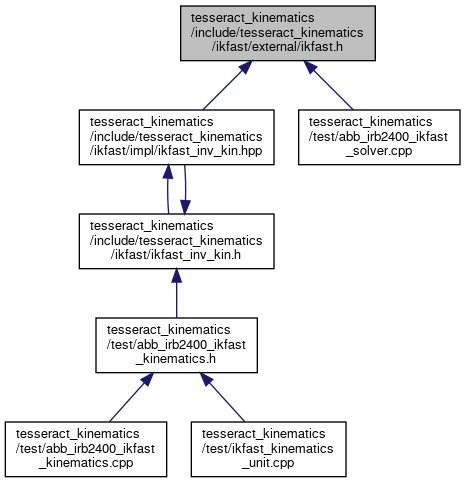 tesseract_kinematics
/include/tesseract_kinematics
/ikfast/external/ikfast.h
tesseract_kinematics
/include/tesseract_kinematics
/ikfast/impl/ikfast_inv_kin.hpp
tesseract_kinematics
/test/abb_irb2400_ikfast
_solver.cpp
tesseract_kinematics
/include/tesseract_kinematics
/ikfast/ikfast_inv_kin.h
tesseract_kinematics
/test/abb_irb2400_ikfast
_kinematics.h
tesseract_kinematics
/test/abb_irb2400_ikfast
_kinematics.cpp
tesseract_kinematics
/test/ikfast_kinematics
_unit.cpp